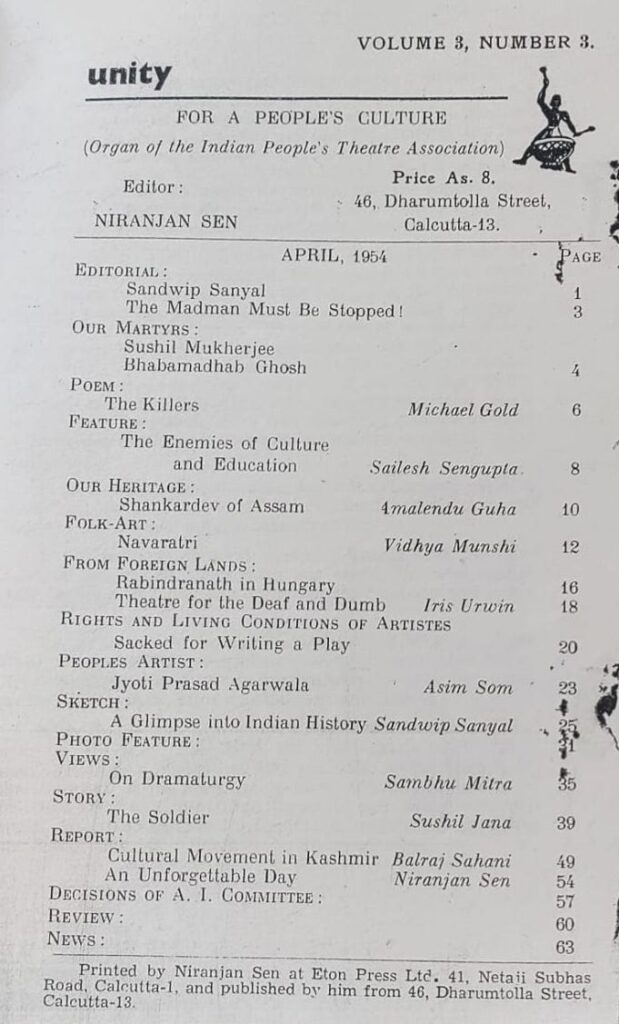 VOLUME 3, NUMBER 3.
unity
FOR A PEOPLE'S CULTURE
(Organ of the Indian People's Theatre Association)
Editor:
NIRANJAN SEN
Price As. 8.
46, Dharumtolla Street,
Calcutta-13.
APRIL, 1954 PAGE
EDITORIAL:
Sandwip Sanyal 1
The Madman Must Be Stopped! 3
OUR MARTYRS:
Sushil Mukherjee
Bhabamadhab Ghosh 4
POEM:
The Killers Michael Gold 6
FEATURE:
The Enemies of Culture
and Education Sailesh Sengupta 8
OUR HERITAGE:
Shankardev of Assam Amalendu Guha 10
FOLK-ART:
Navaratri Vidhya Munshi 12
FROM FOREIGN LANDS:
Rabindranath in Hungary 16
Theatre for the Deaf and Dumb Iris Urwin 18
RIGHTS AND LIVING CONDITIONS OF ARTISTES
Sacked for Writing a Play 20
PEOPLES ARTIST:
Jyoti Prasad Agarwala Asim Som 23
SKETCH:
A Glimpse into Indian History Sandwip Sanyal 25
PHOTO FEATURE: 31
VIEWS:
On Dramaturgy Sambhu Mitra 35
STORY:
The Soldier Sushil Jana 39
REPORT:
Cultural Movement in Kashmir Balraj Sahani 49
An Unforgettable Day Niranjan Sen 54
DECISIONS OF A. I. COMMITTEE: 57
REVIEW: 60
NEWS: 63
Printed by Niranjan Sen at Eton Press Ltd. 41, Netaji Subhas
Road, Calcutta-1, and published by him from 46, Dharumtolla Street,
Calcutta-13.